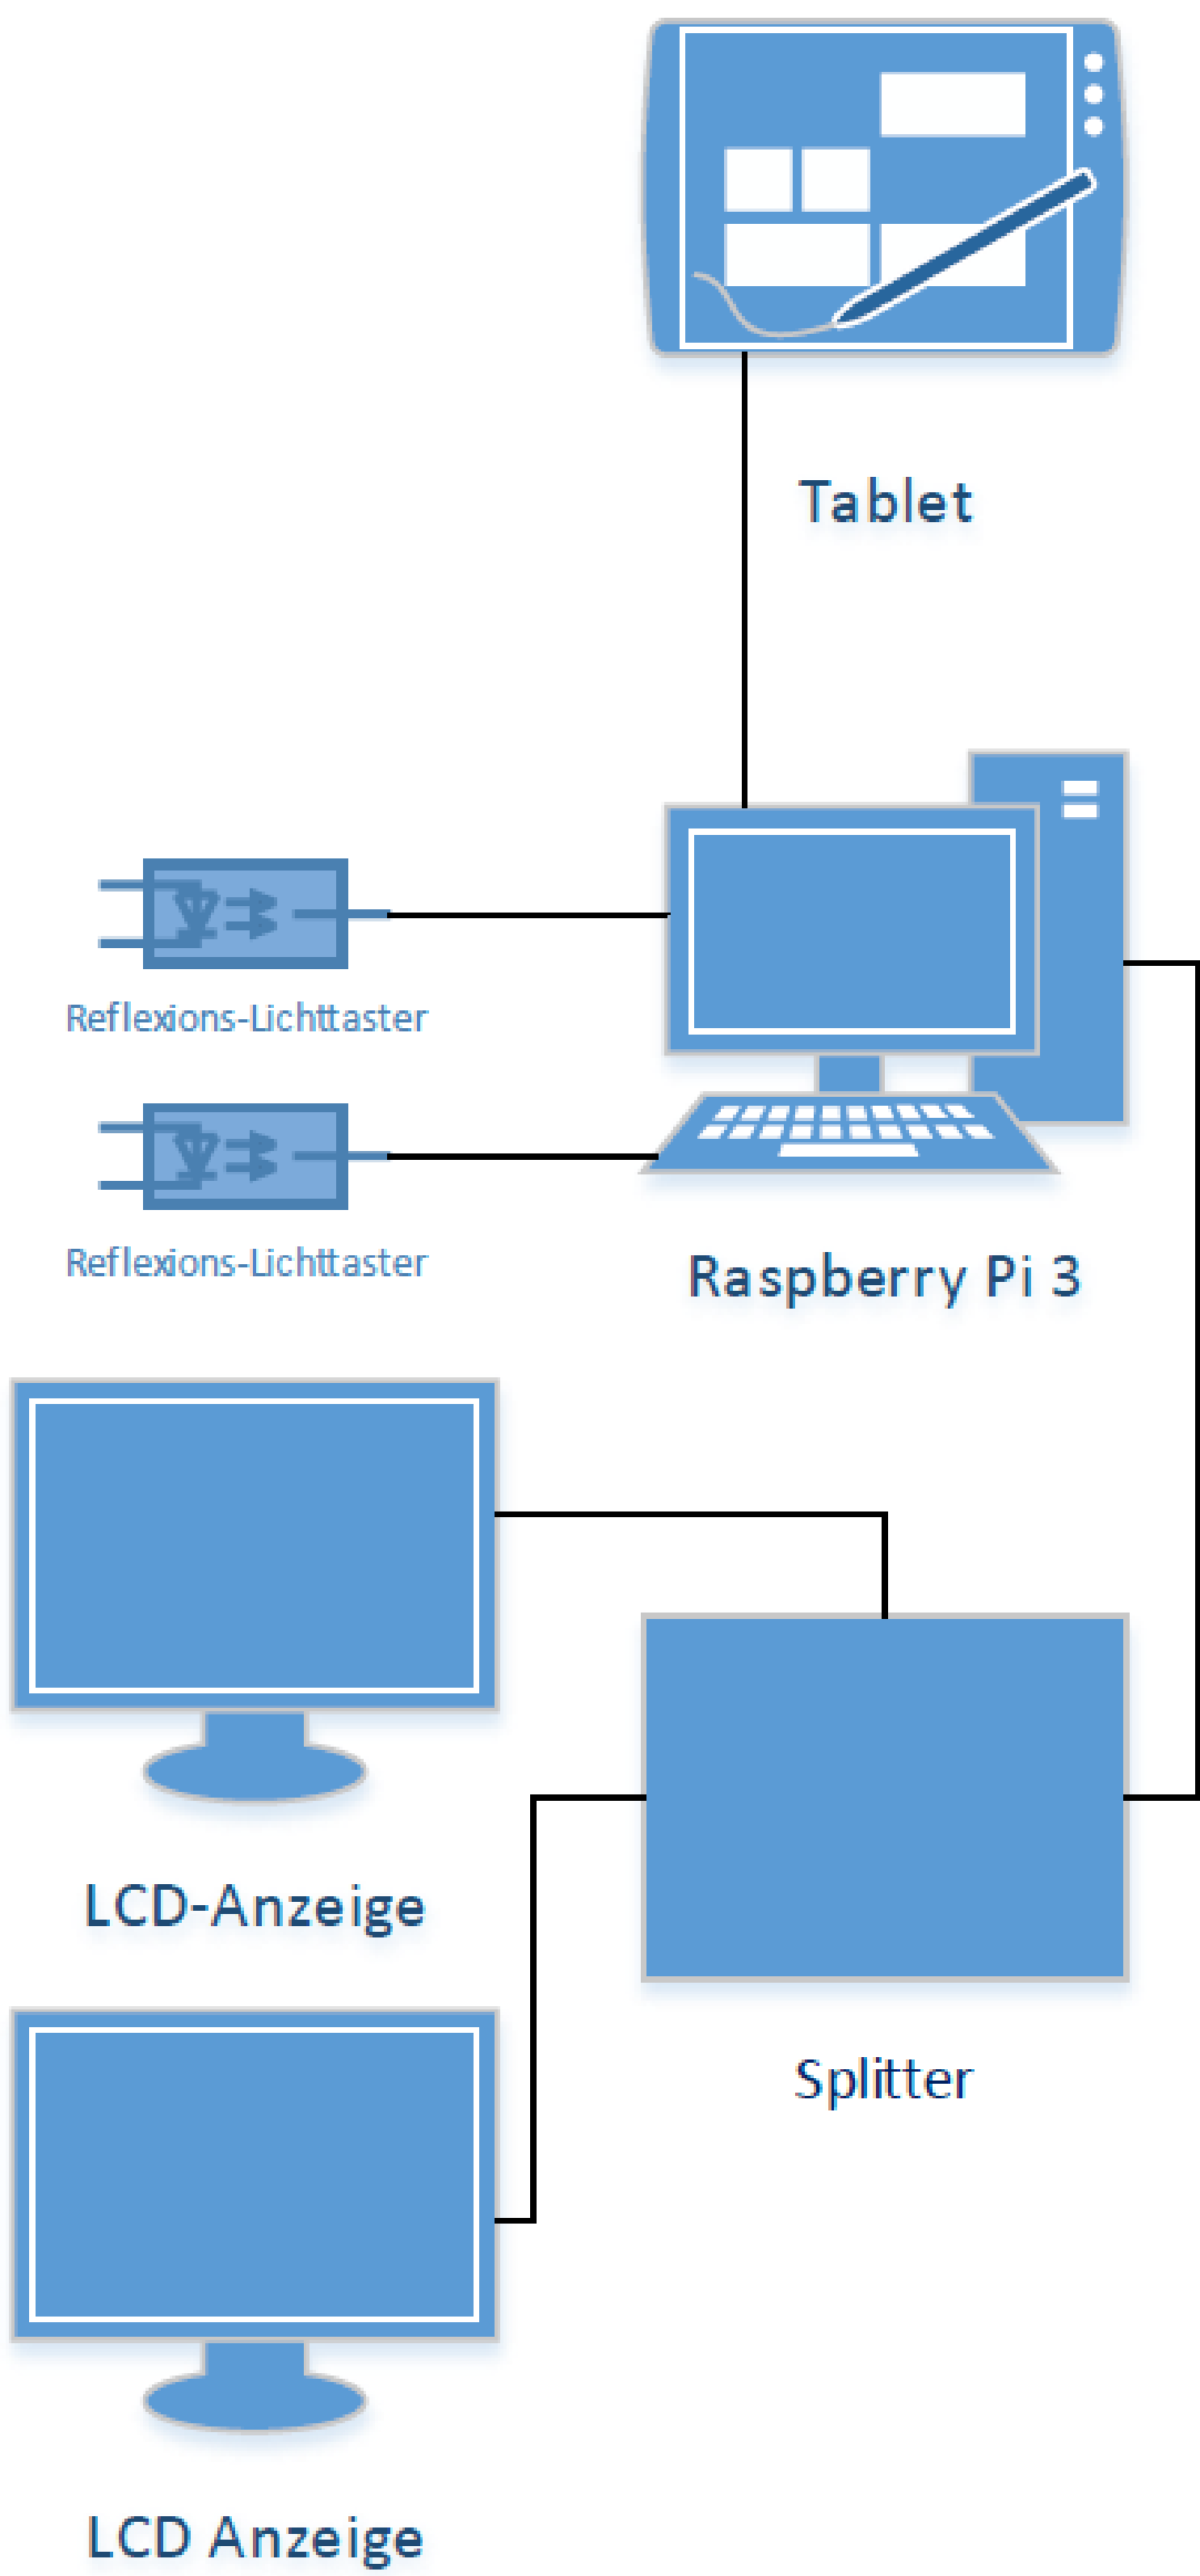 Tablet
Reflexions-Lichttaster
Reflexions-Lichttaster
Raspberry Pi 3
LCD-Anzeige
Splitter
LCD Anzeige